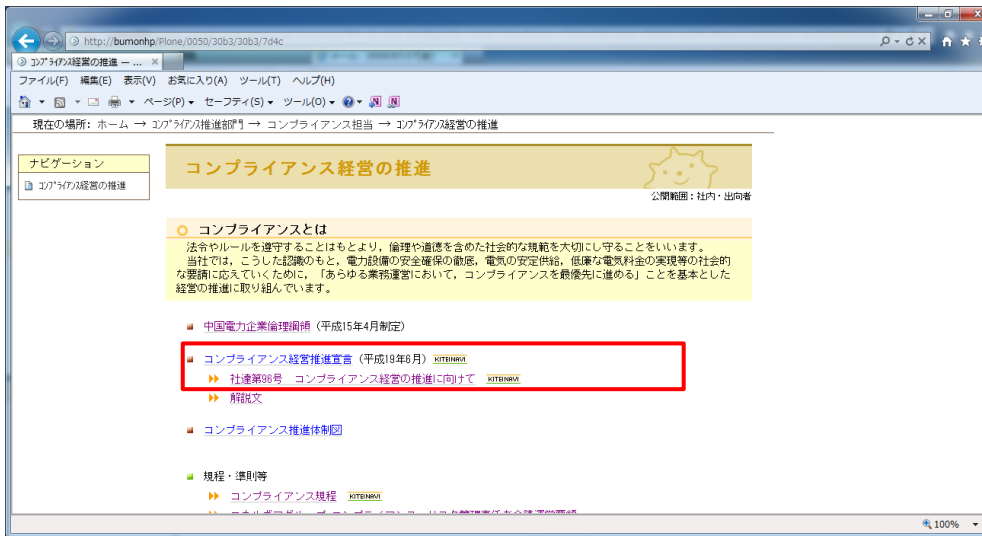 http://bumonhp/Plone/0050/30b3/30b3/7d4c
ｺﾝﾌﾟﾗｲｱﾝｽ経営の推進 — ...
ファイル(F) 編集(E) 表示(V) お気に入り(A) ツール(T) ヘルプ(H)
ページ(P) セーフティ(S) ツール(O)
現在の場所: ホーム → ｺﾝﾌﾟﾗｲｱﾝｽ推進部門 → コンプライアンス担当 → ｺﾝﾌﾟﾗｲｱﾝｽ経営の推進
ナビゲーション
ｺﾝﾌﾟﾗｲｱﾝｽ経営の推進
コンプライアンス経営の推進
公開範囲：社内・出向者
コンプライアンスとは
法令やルールを遵守することはもとより，倫理や道徳を含めた社会的な規範を大切にし守ることをいいます。
当社では，こうした認識のもと，電力設備の安全確保の徹底，電気の安定供給，低廉な電気料金の実現等の社会的
な要請に応えていくために，「あらゆる業務運営において，コンプライアンスを最優先に進める」ことを基本とした
経営の推進に取り組んでいます。
中国電力企業倫理綱領（平成15年4月制定）
コンプライアンス経営推進宣言（平成19年6月） KITEINAVI
社達第96号 コンプライアンス経営の推進に向けて KITEINAVI
解説文
コンプライアンス推進体制図
規程・準則等
コンプライアンス規程 KITEINAVI
100%